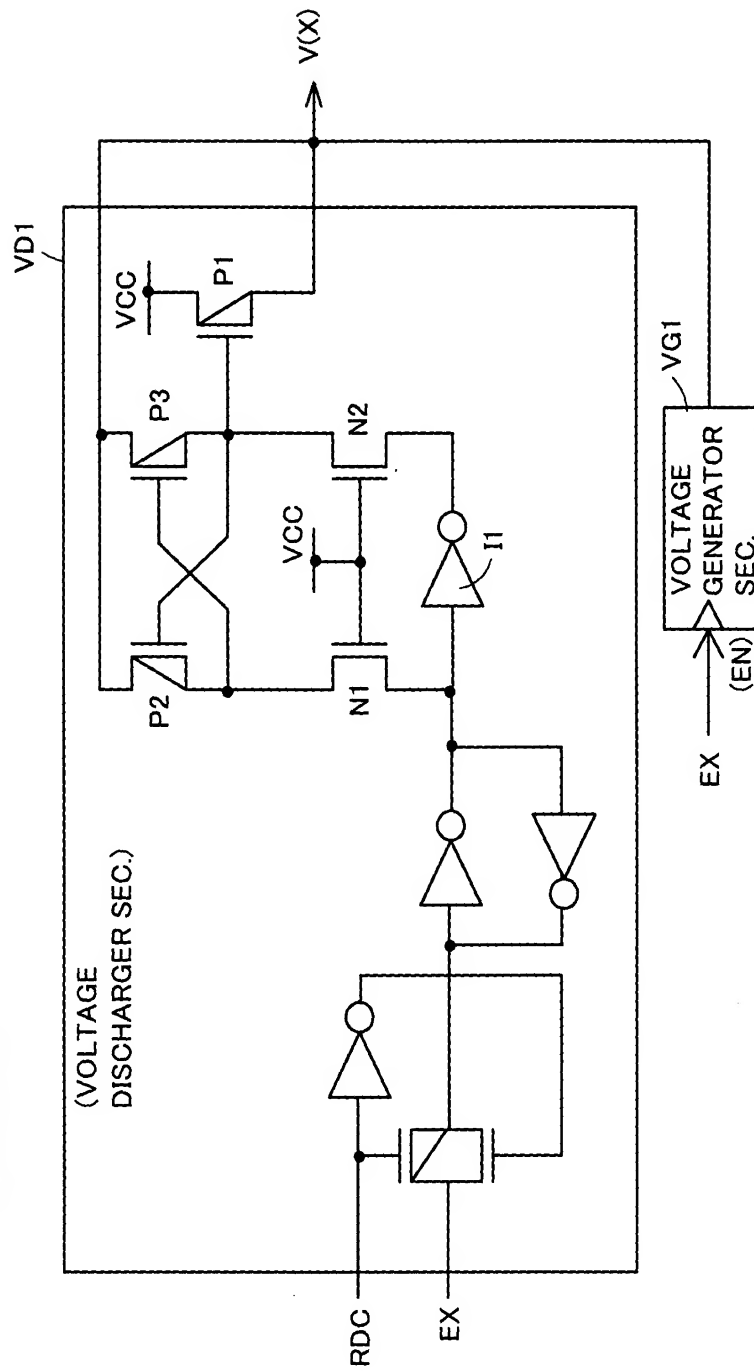 VD1
(VOLTAGE
DISCHARGER SEC.)
VCC
P1
V(X)
P2
P3
VCC
N1
N2
I1
RDC
EX
VG1
VOLTAGE
GENERATOR
SEC.
EX
(EN)